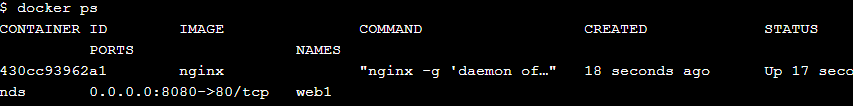 $ docker ps
CONTAINER ID        IMAGE               COMMAND                  CREATED             STATUS
          PORTS                  NAMES
430cc93962a1        nginx               "nginx -g 'daemon of…"   18 seconds ago      Up 17 seco
nds       0.0.0.0:8080->80/tcp   web1